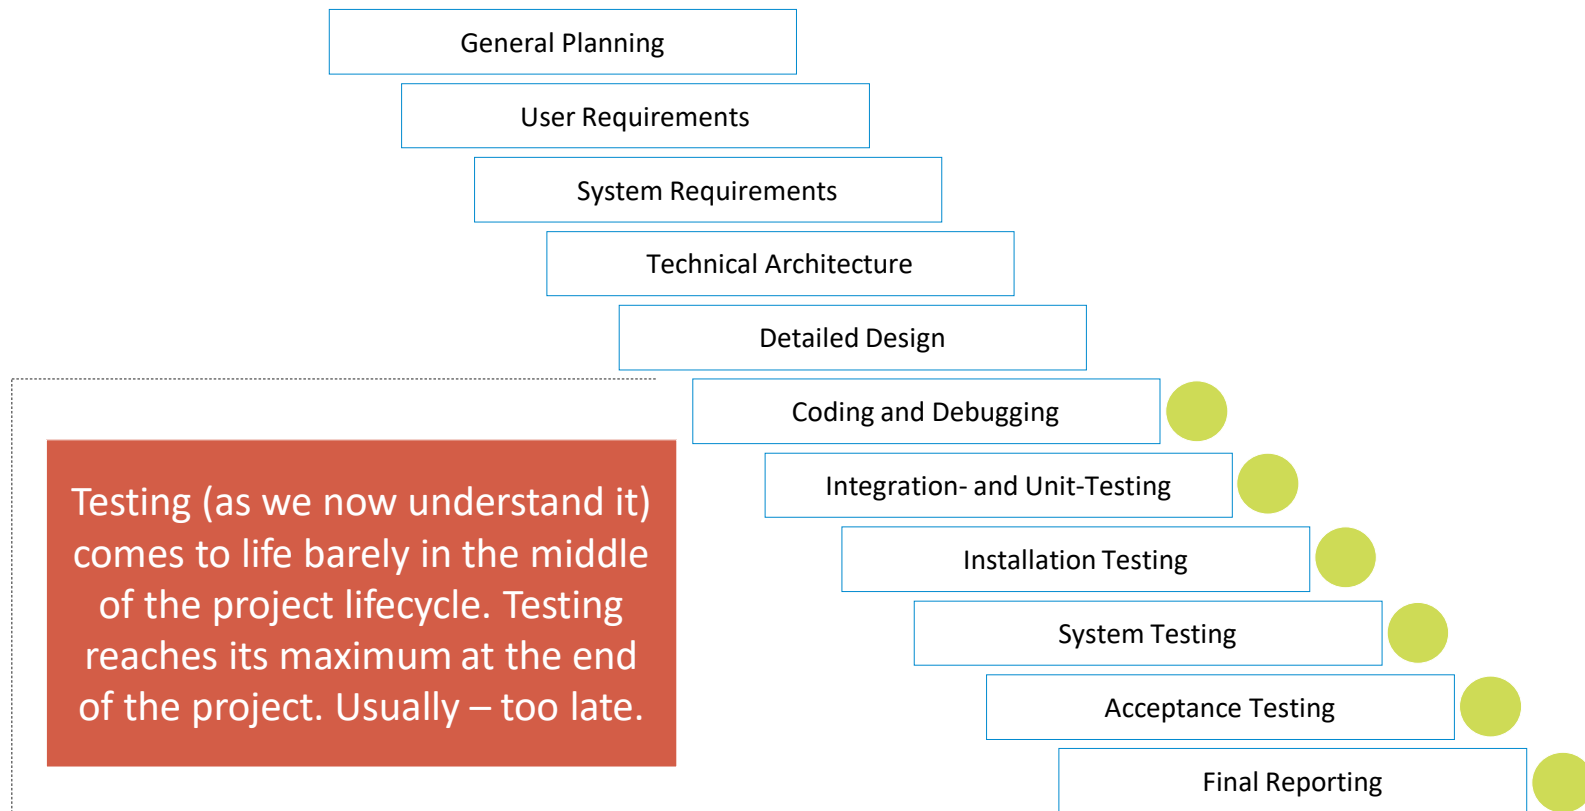 General Planning
User Requirements
System Requirements
Technical Architecture
Detailed Design
Coding and Debugging
Integration- and Unit-Testing
Installation Testing
System Testing
Acceptance Testing
Final Reporting
Testing (as we now understand it)
comes to life barely in the middle
of the project lifecycle. Testing
reaches its maximum at the end
of the project. Usually – too late.